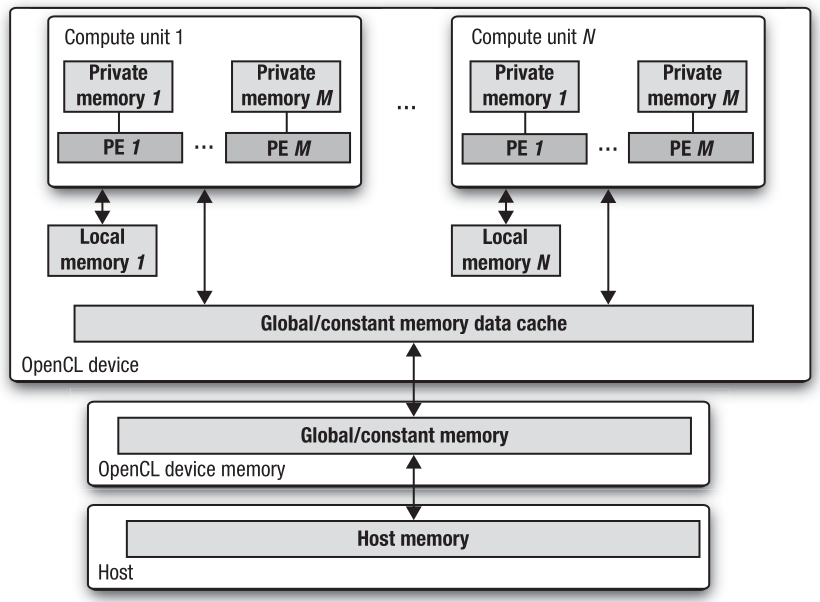 Compute unit 1
Private
memory 1
Private
memory M
PE 1
...
PE M
Local
memory 1
...
Compute unit N
Private
memory 1
Private
memory M
PE 1
...
PE M
Local
memory N
Global/constant memory data cache
OpenCL device
Global/constant memory
OpenCL device memory
Host memory
Host